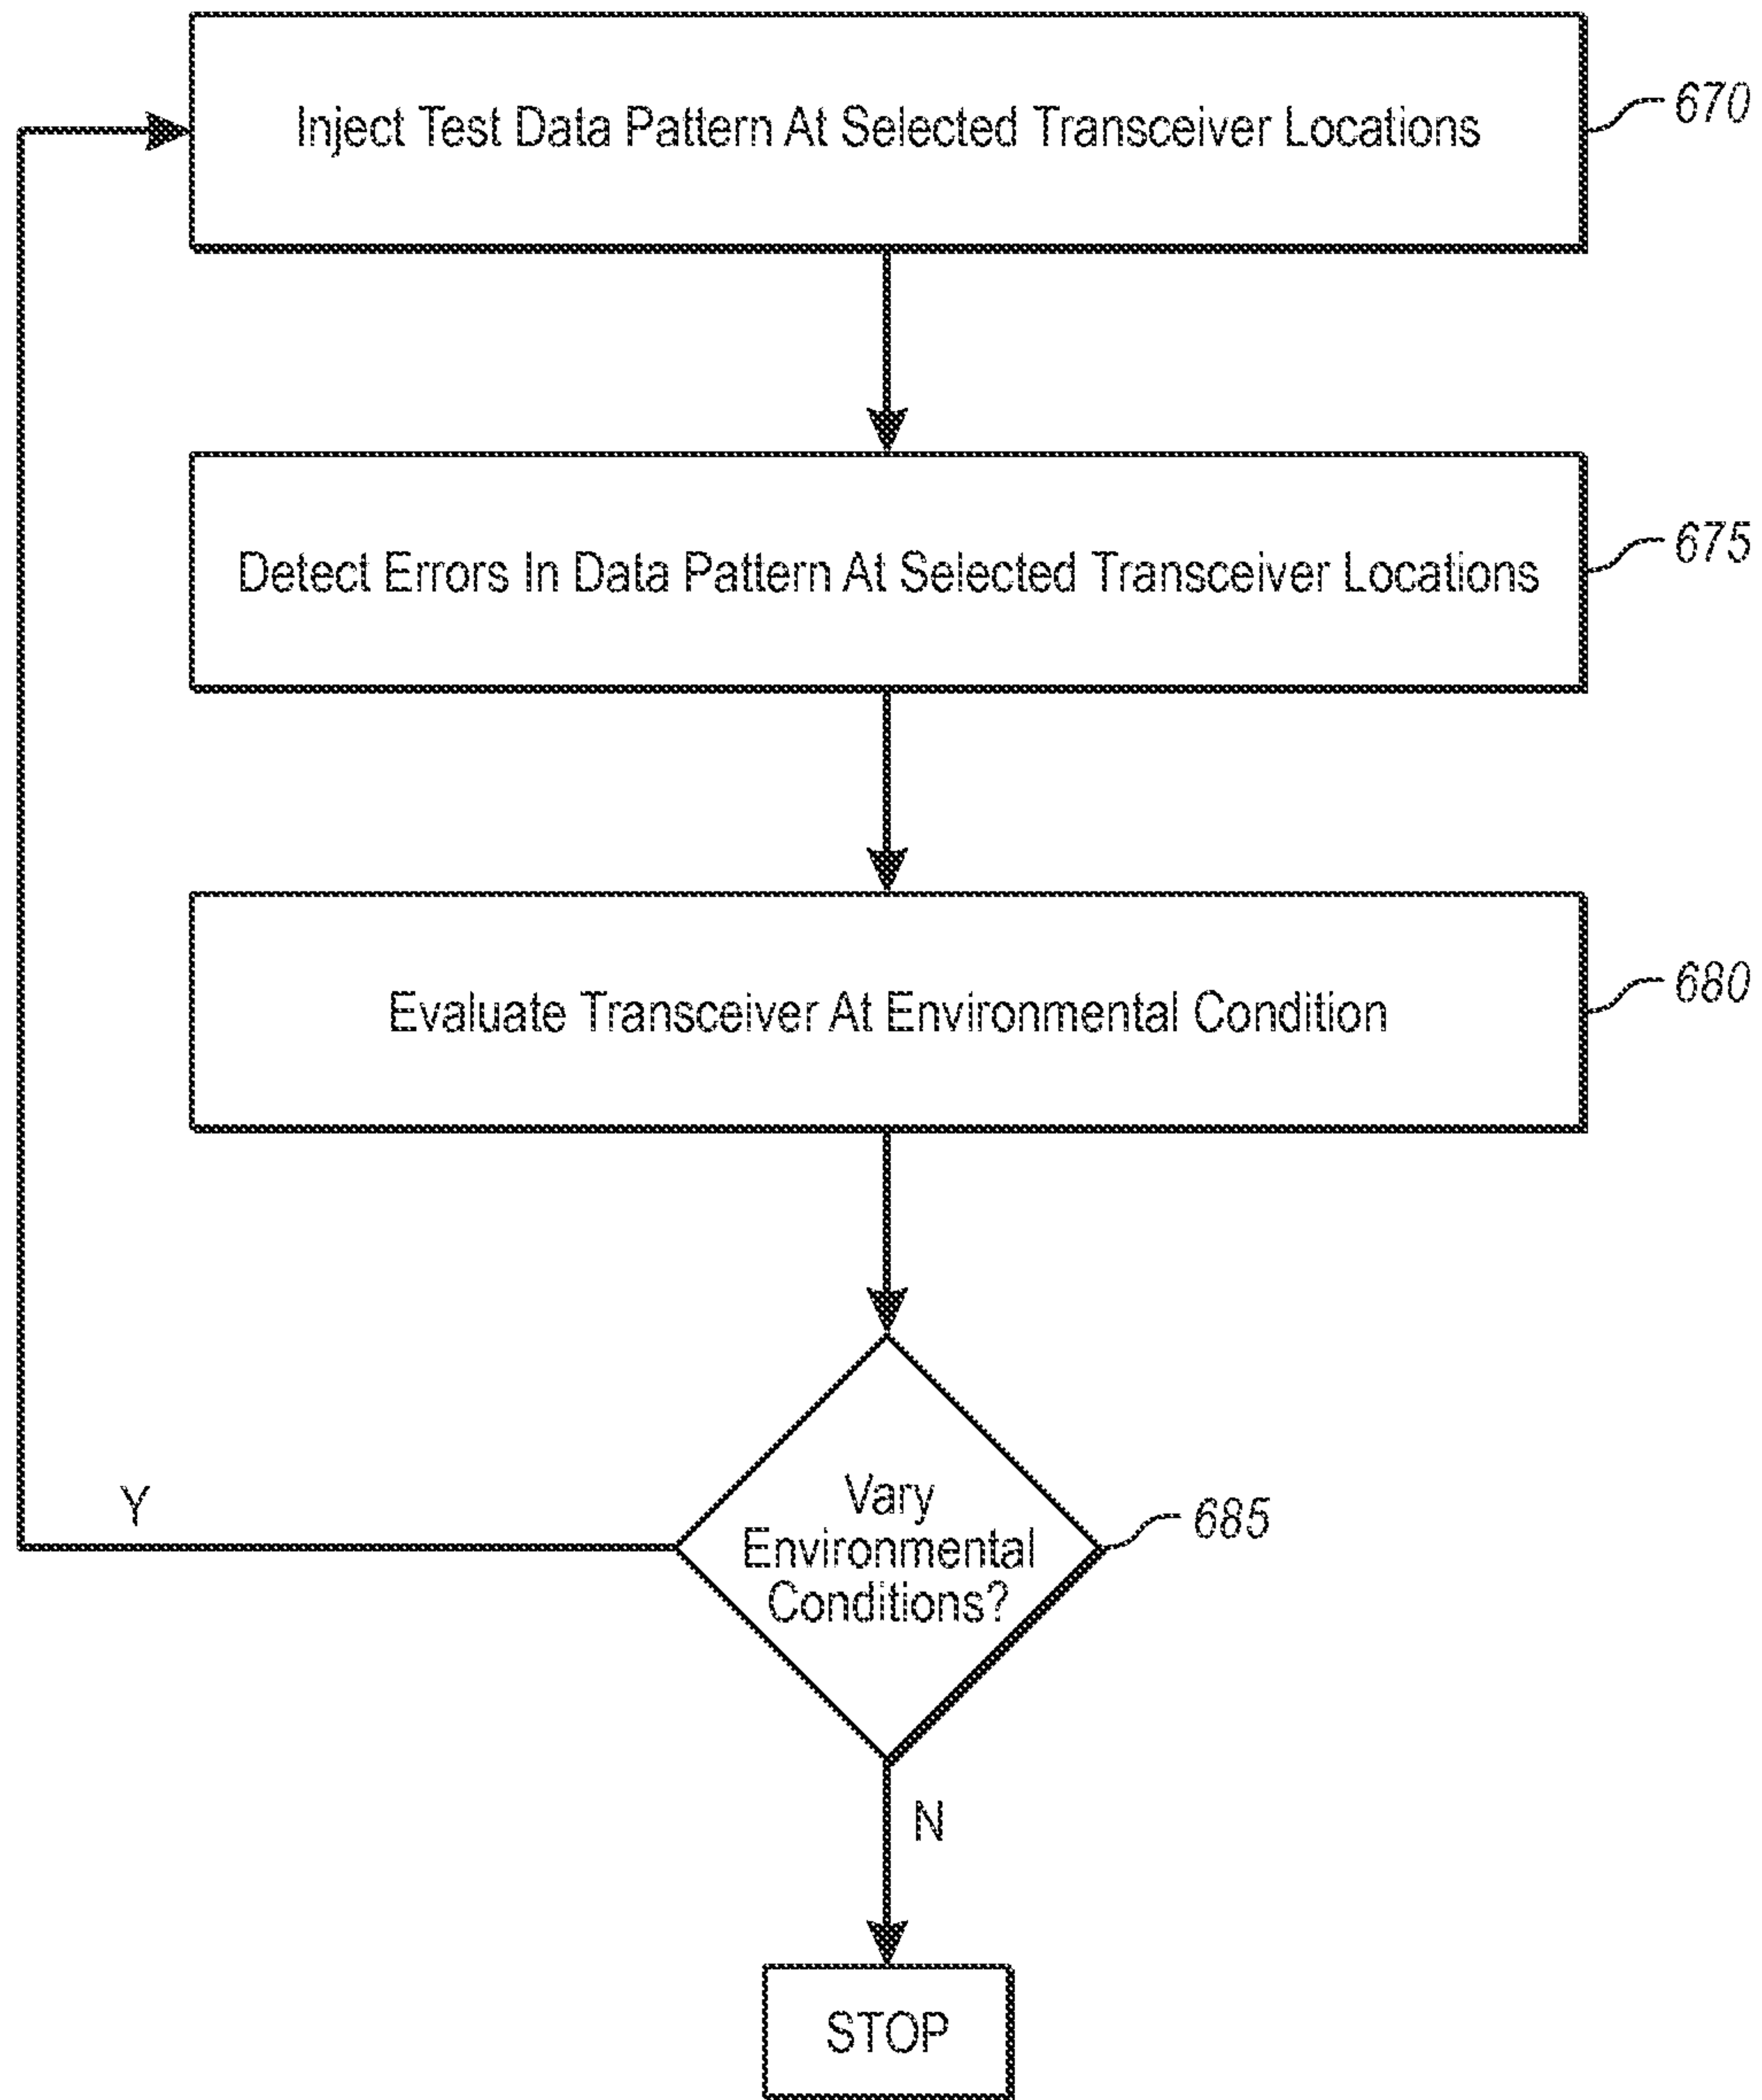 Inject Test Data Pattern At Selected Transceiver Locations
670
Detect Errors In Data Pattern At Selected Transceiver Locations
675
Evaluate Transceiver At Environmental Condition
680
Vary
Environmental
Conditions?
685
Y
N
STOP